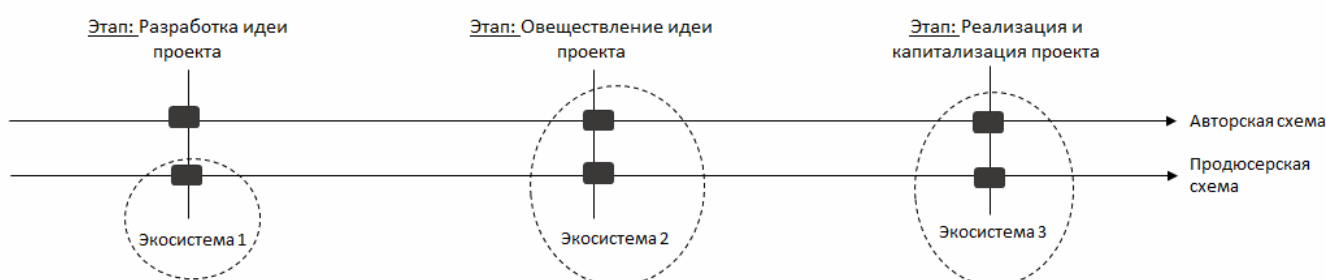 Этап: Разработка идеи
проекта
Этап: Овеществление идеи
проекта
Этап: Реализация и
капитализация проекта
Авторская схема
Продюсерская
схема
Экосистема 1
Экосистема 2
Экосистема 3